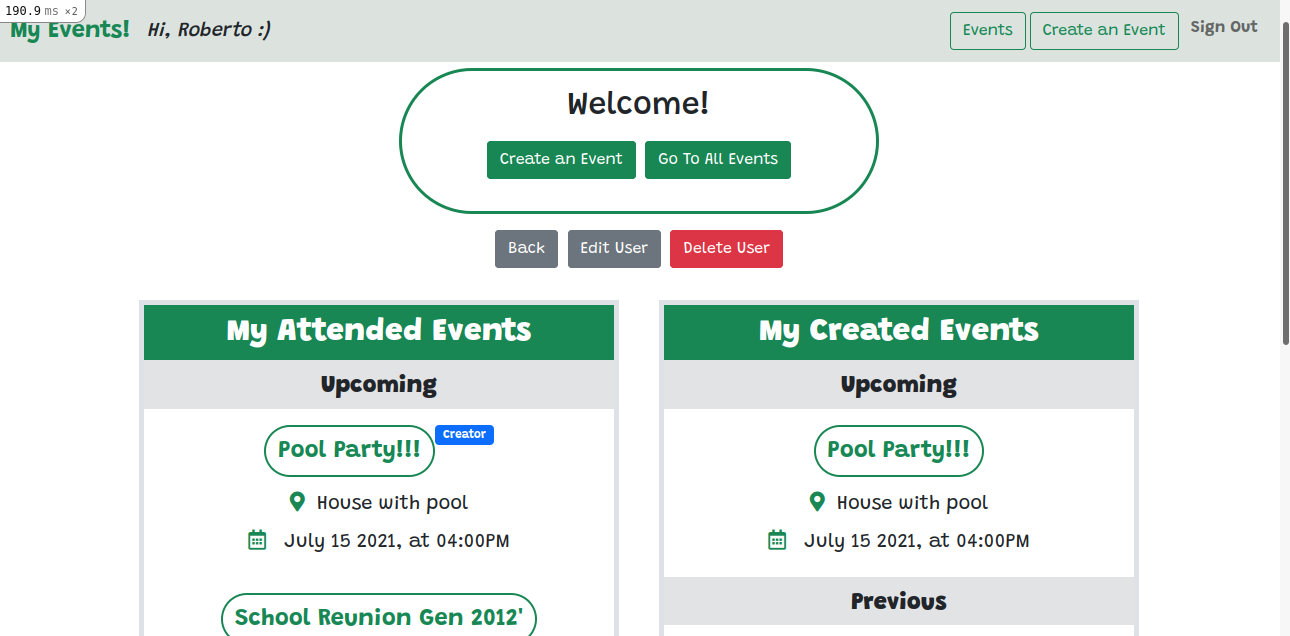 190.9 ms ×2
My Events! Hi, Roberto :) Events Create an Event Sign Out
Welcome!
Create an Event Go To All Events
Back Edit User Delete User
My Attended Events
Upcoming
Pool Party!!! Creator
House with pool
July 15 2021, at 04:00PM
School Reunion Gen 2012'
My Created Events
Upcoming
Pool Party!!!
House with pool
July 15 2021, at 04:00PM
Previous